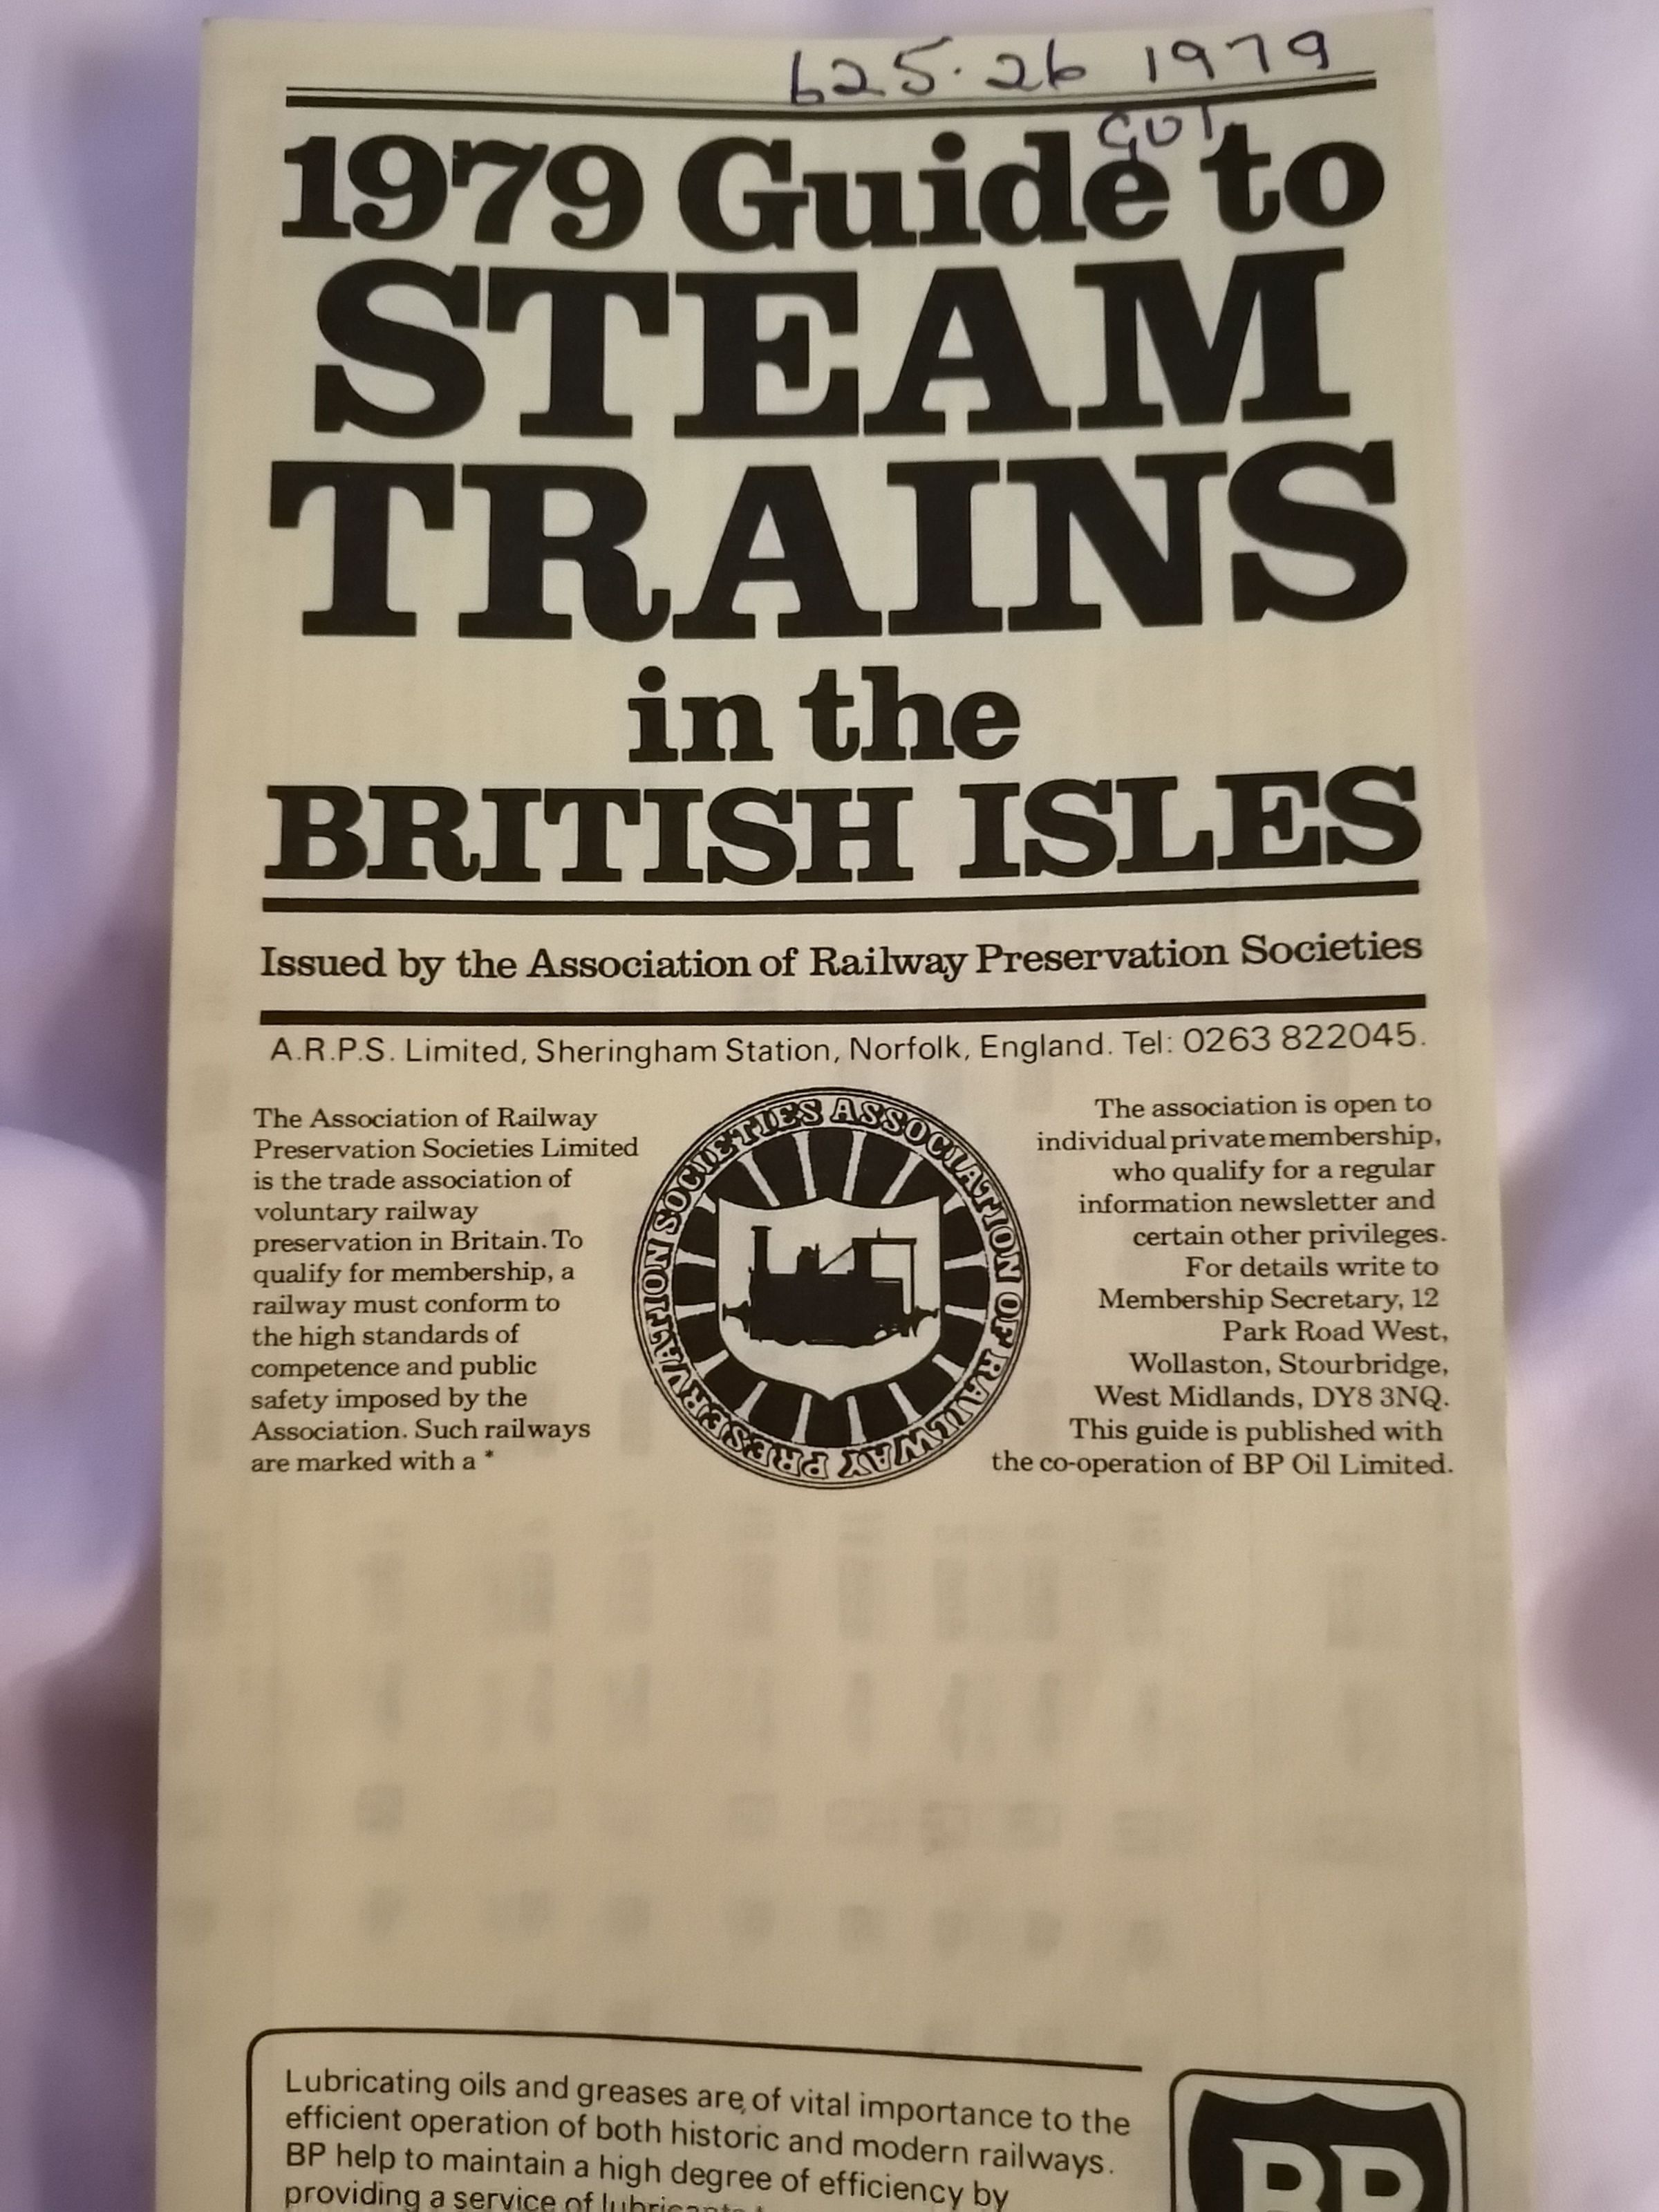 625.26 1979
GUI
1979 Guide to
STEAM
TRAINS
in the
BRITISH ISLES
Issued by the Association of Railway Preservation Societies
A.R.P.S. Limited, Sheringham Station, Norfolk, England. Tel: 0263 822045.
The Association of Railway
Preservation Societies Limited
is the trade association of
voluntary railway
preservation in Britain. To
qualify for membership, a
railway must conform to
the high standards of
competence and public
safety imposed by the
Association. Such railways
are marked with a *
ASSOCIATION OF RAILWAY PRESERVATION SOCIETIES
The association is open to
individual private membership,
who qualify for a regular
information newsletter and
certain other privileges.
For details write to
Membership Secretary, 12
Park Road West,
Wollaston, Stourbridge,
West Midlands, DY8 3NQ.
This guide is published with
the co-operation of BP Oil Limited.
Lubricating oils and greases are of vital importance to the
efficient operation of both historic and modern railways.
BP help to maintain a high degree of efficiency by
providing a service of
BP